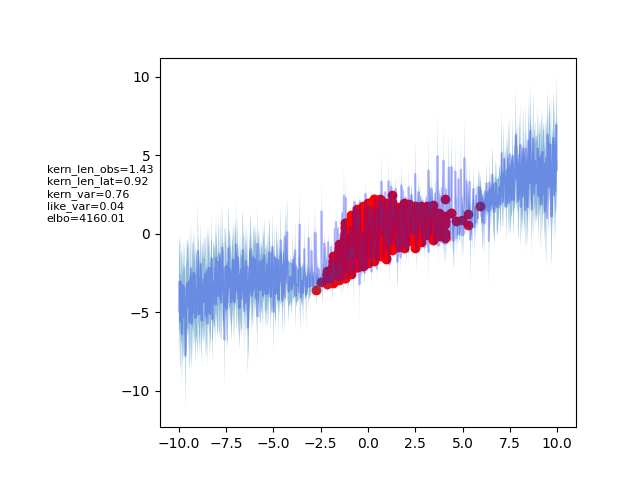 10
5
0
−5
−10
kern_len_obs=1.43
kern_len_lat=0.92
kern_var=0.76
like_var=0.04
elbo=4160.01
−10.0 −7.5 −5.0 −2.5 0.0 2.5 5.0 7.5 10.0